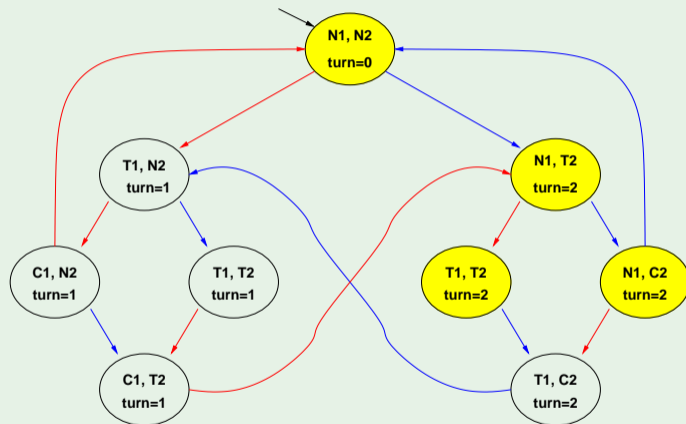 N1, N2
turn=0
T1, N2
turn=1
N1, T2
turn=2
C1, N2
turn=1
T1, T2
turn=1
T1, T2
turn=2
N1, C2
turn=2
C1, T2
turn=1
T1, C2
turn=2